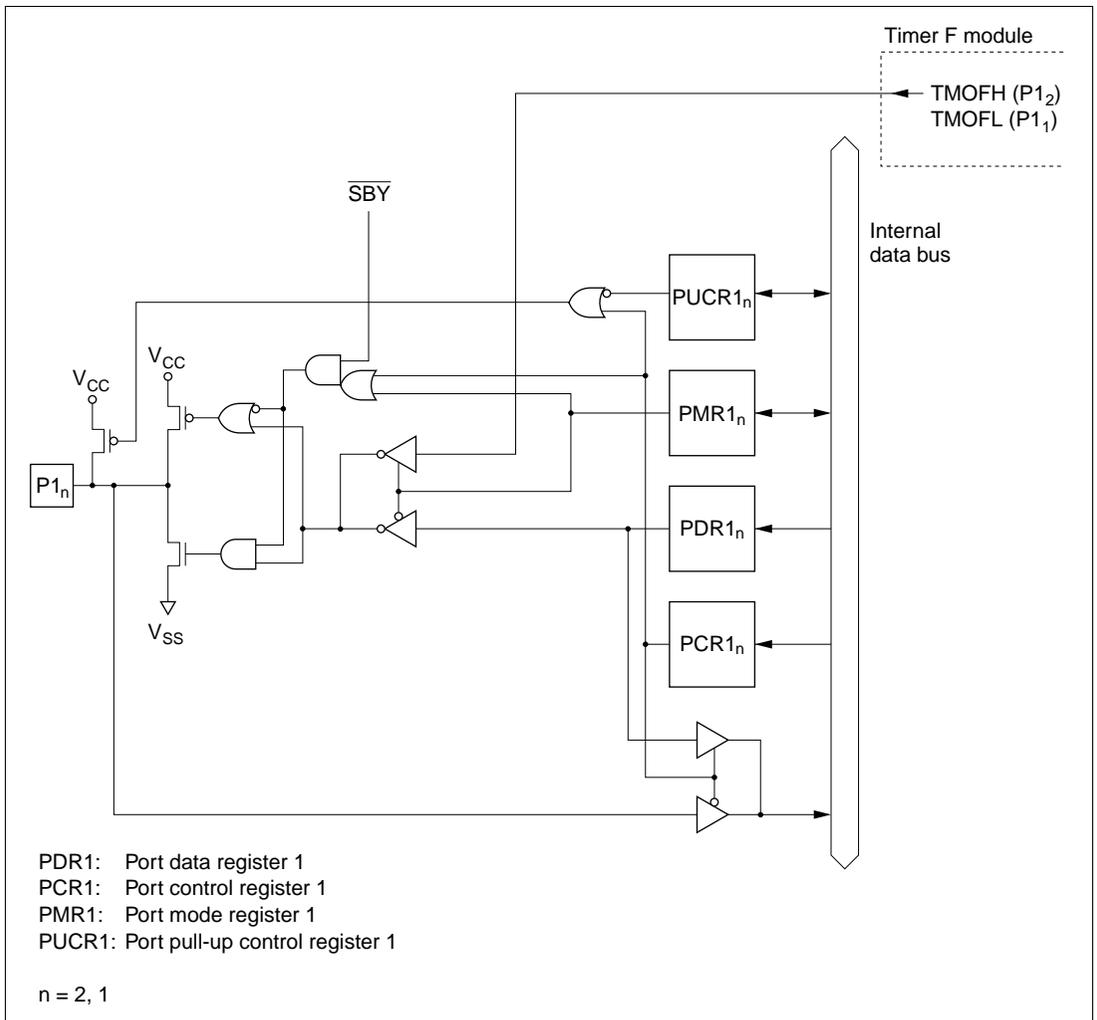 Timer F module
TMOFH (P1₂)
TMOFL (P1₁)
SBY
Internal
data bus
PUCR1ₙ
V_CC
V_CC
PMR1ₙ
P1ₙ
PDR1ₙ
V_SS
PCR1ₙ
PDR1: Port data register 1
PCR1: Port control register 1
PMR1: Port mode register 1
PUCR1: Port pull-up control register 1
n = 2, 1